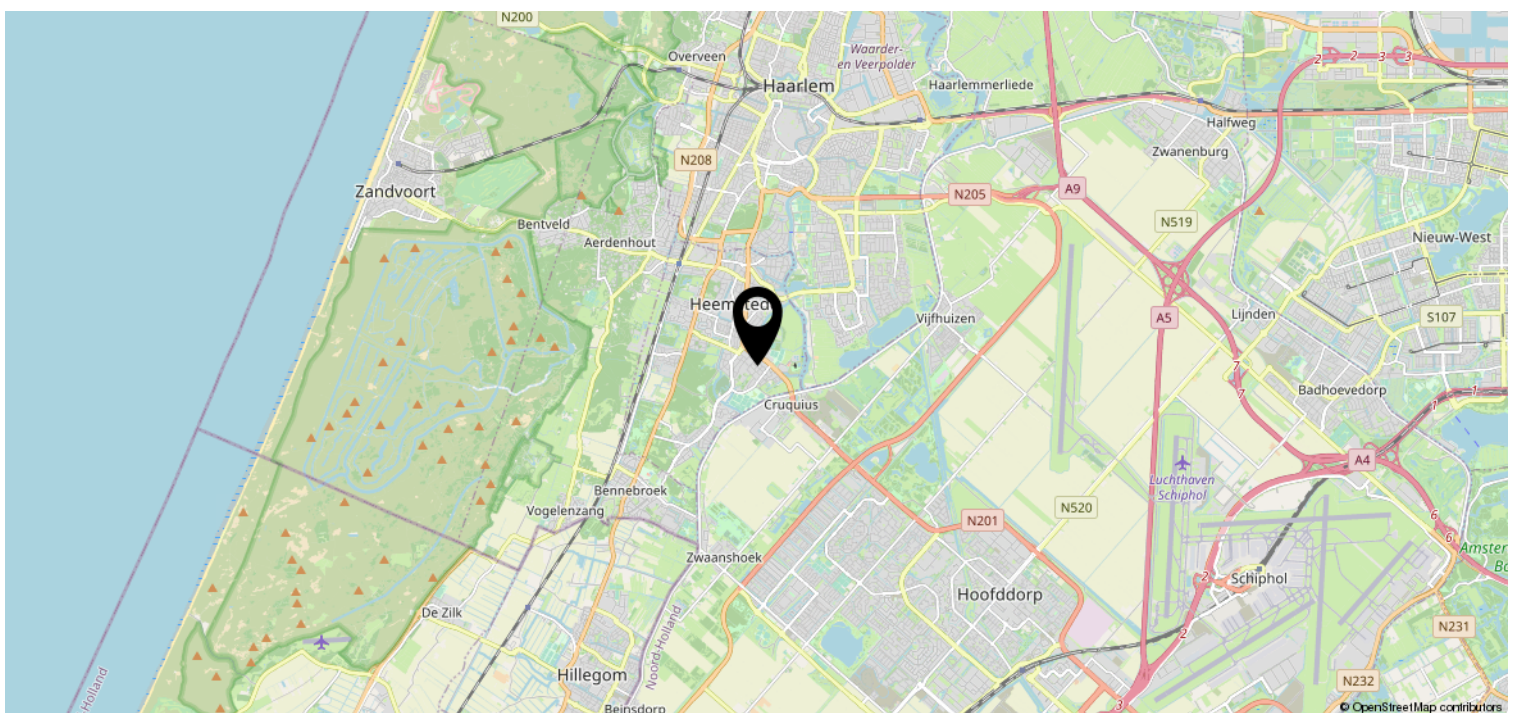 N200
Overveen
Waarder-
en Veerpolder
Haarlem
Haarlemmerliede
2
2
3
3
Halfweg
N208
Zwanenburg
Zandvoort
N205
A9
N519
Bentveld
Aerdenhout
Nieuw-West
Heemsted
Vijfhuizen
A5
Lijnden
S107
7
7
Badhoevedorp
1
1
Cruquius
A4
Luchthaven
Schiphol
Bennebroek
Vogelenzang
N520
N201
6
6
Zwaanshoek
Amster
Schiphol
2
Hoofddorp
De Zilk
N231
2
Noord-Holland
Hillegom
N232
Holland
3
Beinsdorp
© OpenStreetMap contributors